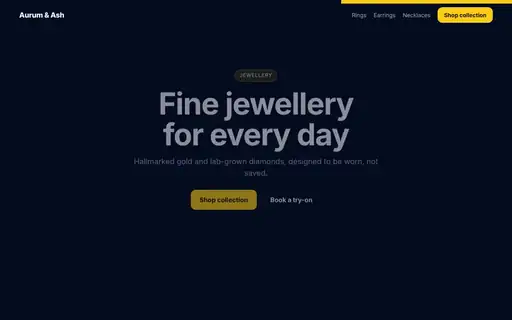 Aurum & Ash
Rings Earrings Necklaces Shop collection
JEWELLERY
Fine jewellery
for every day
Hallmarked gold and lab-grown diamonds, designed to be worn, not
saved.
Shop collection Book a try-on